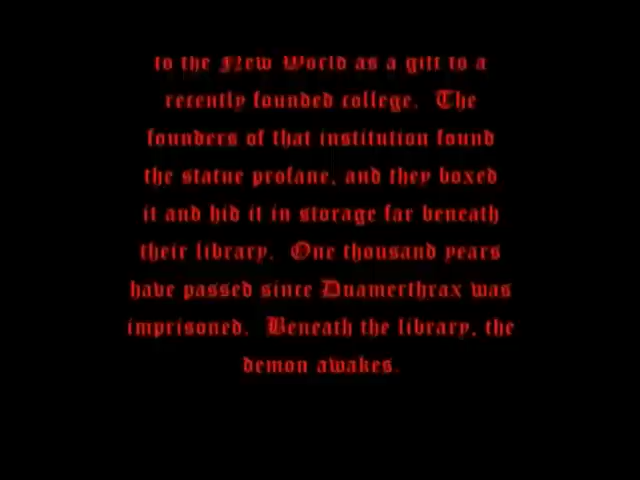 to the New World as a gift to a
recently founded college. The
founders of that institution found
the statue profane, and they boxed
it and hid it in storage far beneath
their library. One thousand years
have passed since Duamerthrax was
imprisoned. Beneath the library, the
demon awakes.